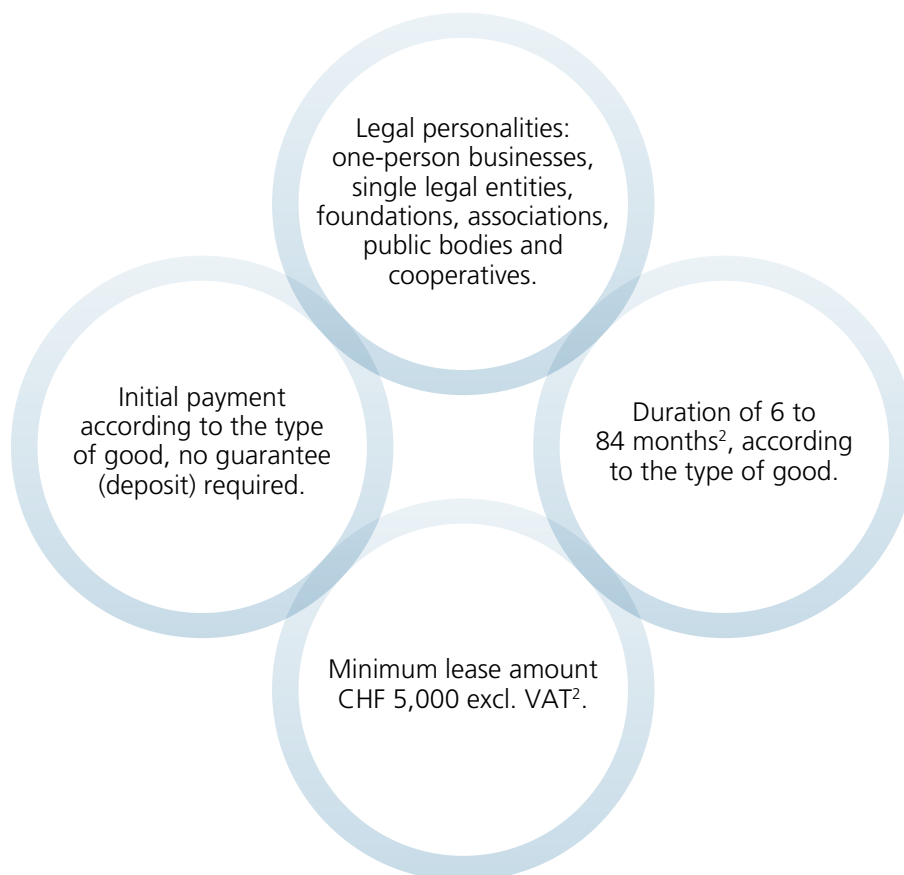 Legal personalities:
one-person businesses,
single legal entities,
foundations, associations,
public bodies and
cooperatives.
Initial payment
according to the type
of good, no guarantee
(deposit) required.
Duration of 6 to
84 months², according
to the type of good.
Minimum lease amount
CHF 5,000 excl. VAT².